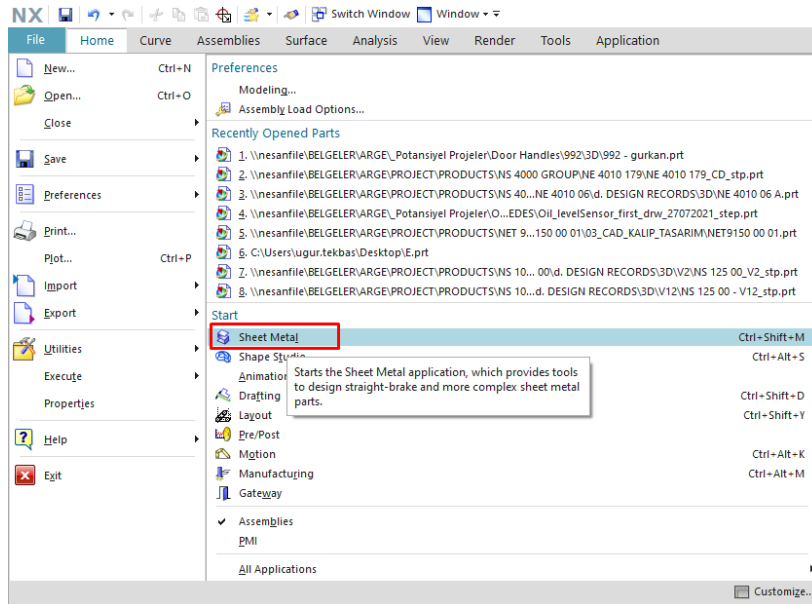 NX Switch Window Window
File Home Curve Assemblies Surface Analysis View Render Tools Application
New... Ctrl+N
Open... Ctrl+O
Close
Save
Preferences
Print...
Plot... Ctrl+P
Import
Export
Utilities
Execute
Properties
Help
Exit
Preferences
Modeling...
Assembly Load Options...
Recently Opened Parts
1. \\nesanfile\BELGELER\ARGE\_Potansiyel Projeler\Door Handles\992\3D\992 - gurkan.prt
2. \\nesanfile\BELGELER\ARGE\PROJECT\PRODUCTS\NS 4000 GROUP\NE 4010 179\NE 4010 179_CD_stp.prt
3. \\nesanfile\BELGELER\ARGE\PROJECT\PRODUCTS\NS 40...NE 4010 06\d. DESIGN RECORDS\3D\NE 4010 06 A.prt
4. \\nesanfile\BELGELER\ARGE\_Potansiyel Projeler\O...EDES\Oil_levelSensor_first_drw_27072021_step.prt
5. \\nesanfile\BELGELER\ARGE\PROJECT\PRODUCTS\NET 9...150 00 01\03_CAD_KALIP_TASARIM\NET9150 00 01.prt
6. C:\Users\ugur.tekbas\Desktop\E.prt
7. \\nesanfile\BELGELER\ARGE\PROJECT\PRODUCTS\NS 10... 00\d. DESIGN RECORDS\3D\V2\NS 125 00_V2_stp.prt
8. \\nesanfile\BELGELER\ARGE\PROJECT\PRODUCTS\NS 10...d. DESIGN RECORDS\3D\V12\NS 125 00 - V12_stp.prt
Start
Sheet Metal Ctrl+Shift+M
Shape Studio Ctrl+Alt+S
Animation
Starts the Sheet Metal application, which provides tools
to design straight-brake and more complex sheet metal
parts.
Drafting Ctrl+Shift+D
Layout Ctrl+Shift+Y
Pre/Post
Motion Ctrl+Alt+K
Manufacturing Ctrl+Alt+M
Gateway
Assemblies
PMI
All Applications
Customize...